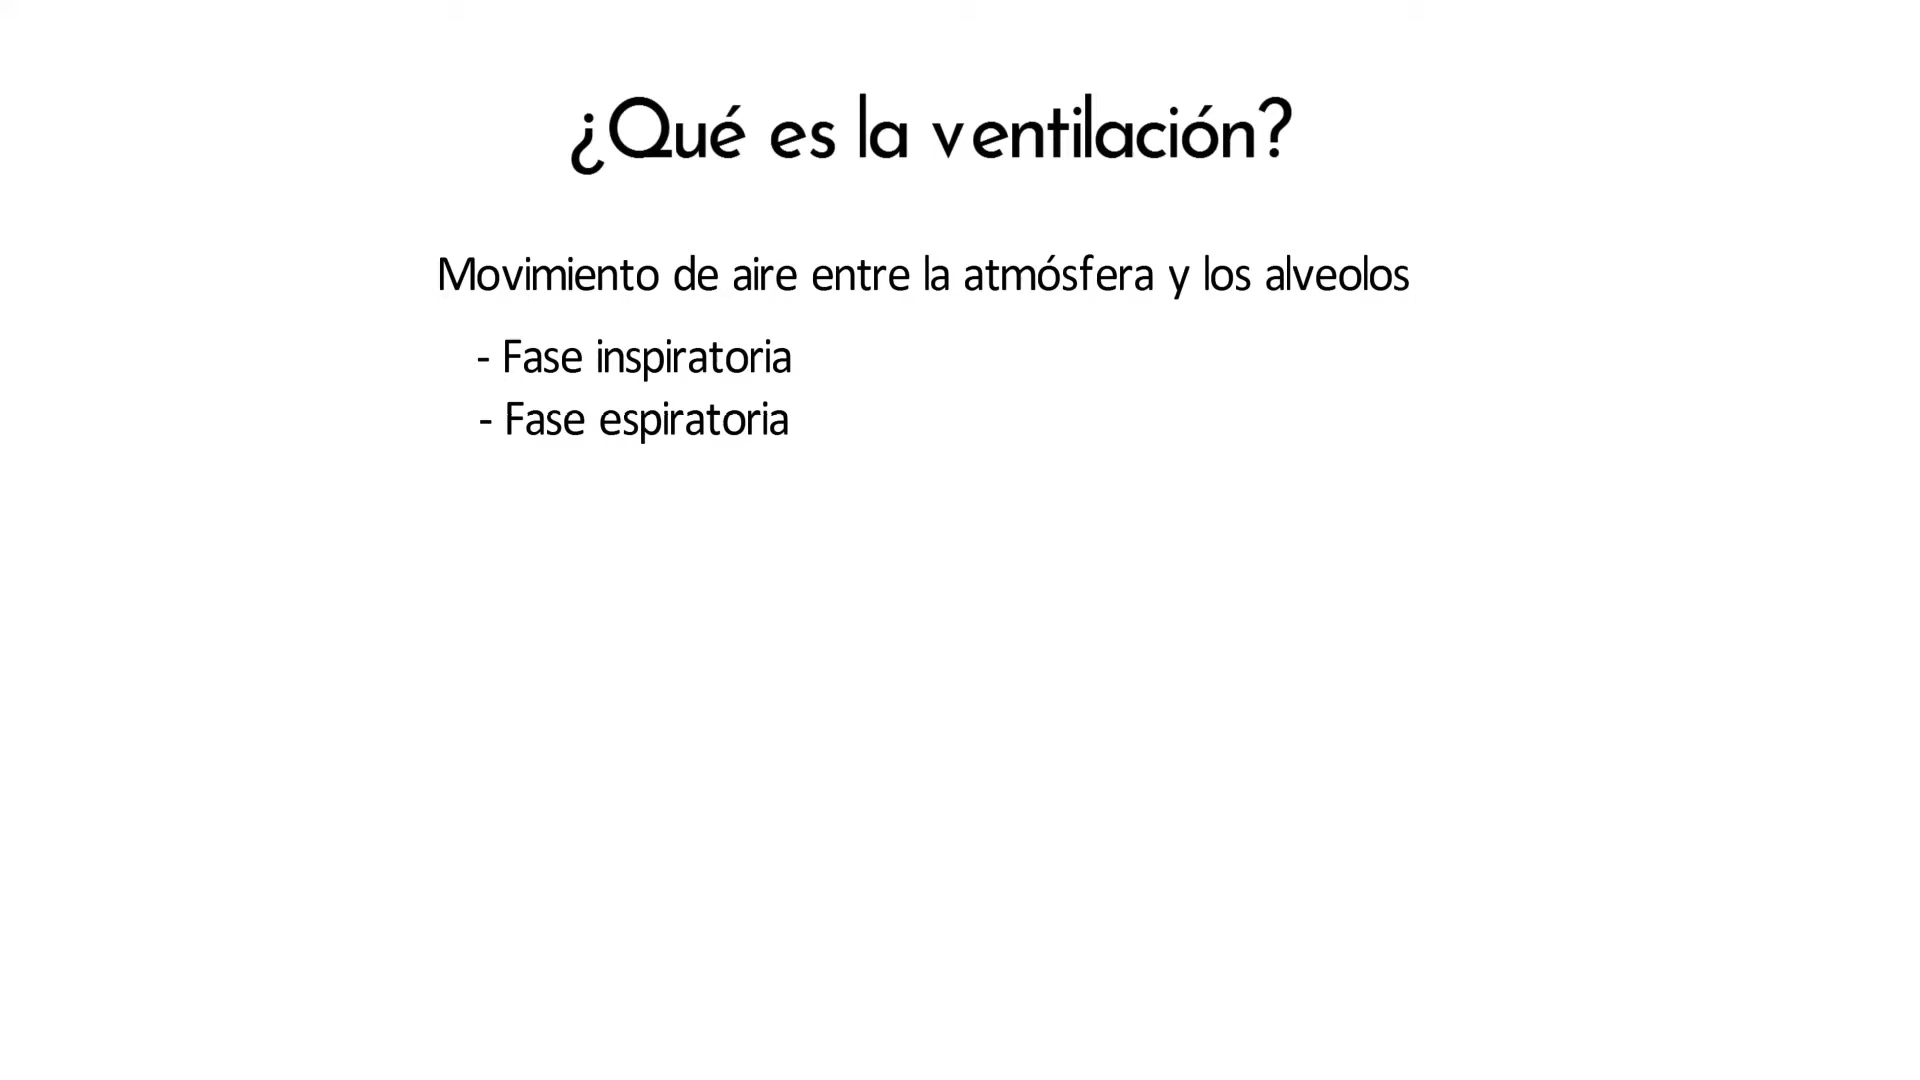 ¿Qué es la ventilación?
Movimiento de aire entre la atmósfera y los alveolos
- Fase inspiratoria
- Fase espiratoria